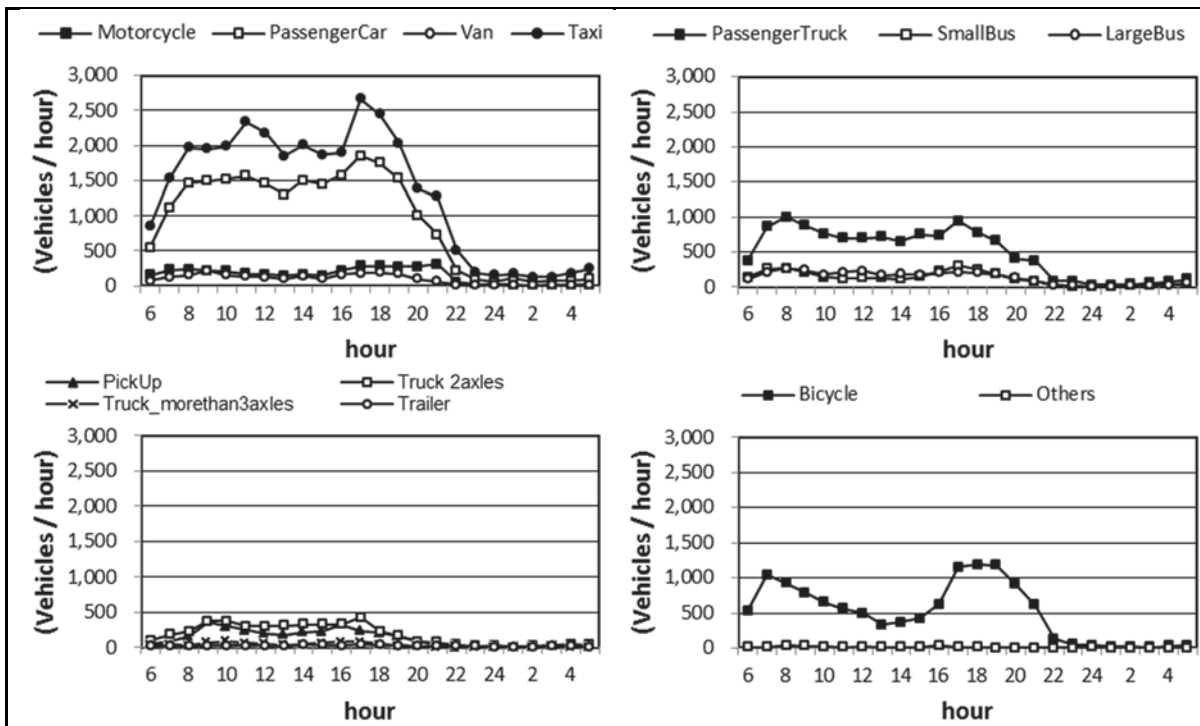 Motorcycle PassengerCar Van Taxi
(Vehicles / hour)
3,000
2,500
2,000
1,500
1,000
500
0
6 8 10 12 14 16 18 20 22 24 2 4
hour
PassengerTruck SmallBus LargeBus
(Vehicles / hour)
3,000
2,500
2,000
1,500
1,000
500
0
6 8 10 12 14 16 18 20 22 24 2 4
hour
PickUp Truck 2axles
Truck_morethan3axles Trailer
(Vehicles / hour)
3,000
2,500
2,000
1,500
1,000
500
0
6 8 10 12 14 16 18 20 22 24 2 4
hour
Bicycle Others
(Vehicles / hour)
3,000
2,500
2,000
1,500
1,000
500
0
6 8 10 12 14 16 18 20 22 24 2 4
hour